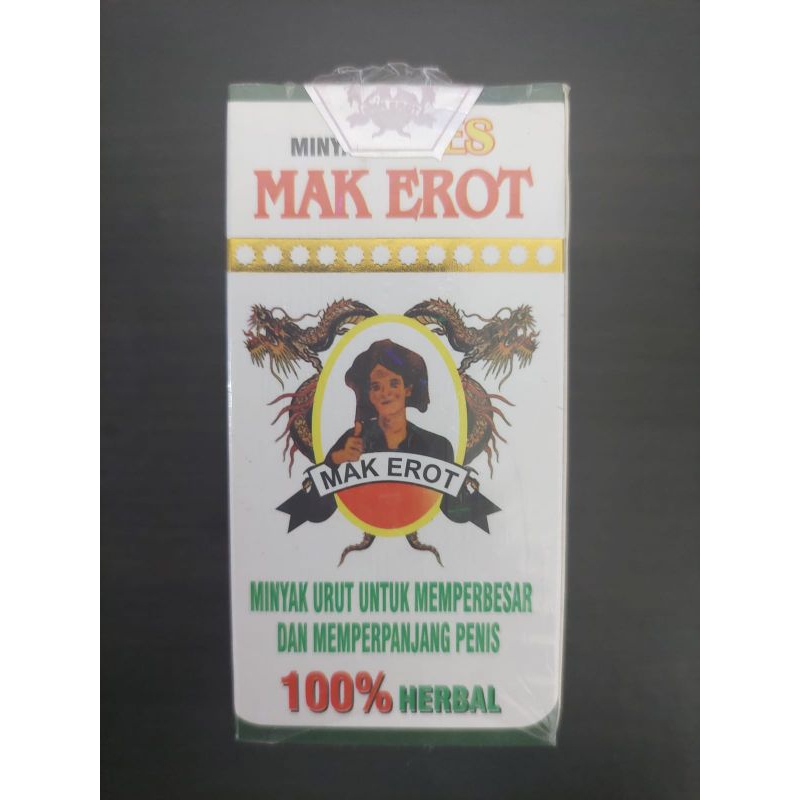 MAK EROT
MAK EROT
MINYAK URUT UNTUK MEMPERBESAR
DAN MEMPERPANJANG PENIS
100% HERBAL